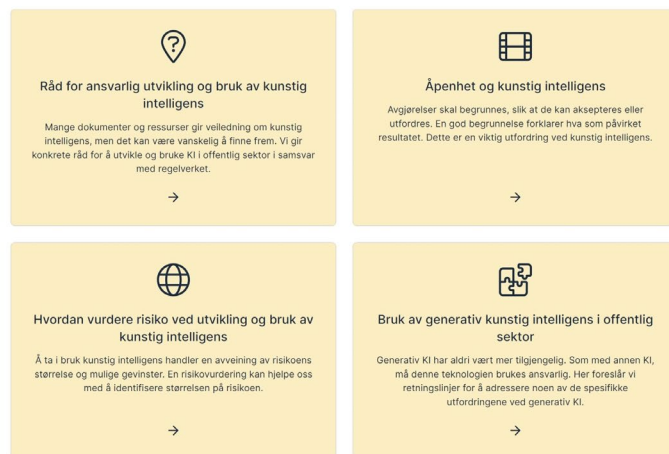 Råd for ansvarlig utvikling og bruk av kunstig
intelligens
Mange dokumenter og ressurser gir veiledning om kunstig
intelligens, men det kan være vanskelig å finne frem. Vi gir
konkrete råd for å utvikle og bruke KI i offentlig sektor i samsvar
med regelverket.
Åpenhet og kunstig intelligens
Avgjørelser skal begrunnes, slik at de kan aksepteres eller
utfordres. En god begrunnelse forklarer hva som påvirket
resultatet. Dette er en viktig utfordring ved kunstig intelligens.
Hvordan vurdere risiko ved utvikling og bruk av
kunstig intelligens
Å ta i bruk kunstig intelligens handler en avveining av risikoens
størrelse og mulige gevinster. En risikovurdering kan hjelpe oss
med å identifisere størrelsen på risikoen.
Bruk av generativ kunstig intelligens i offentlig
sektor
Generativ KI har aldri vært mer tilgjengelig. Som med annen KI,
må denne teknologien brukes ansvarlig. Her foreslår vi
retningslinjer for å adressere noen av de spesifikke
utfordringene ved generativ KI.